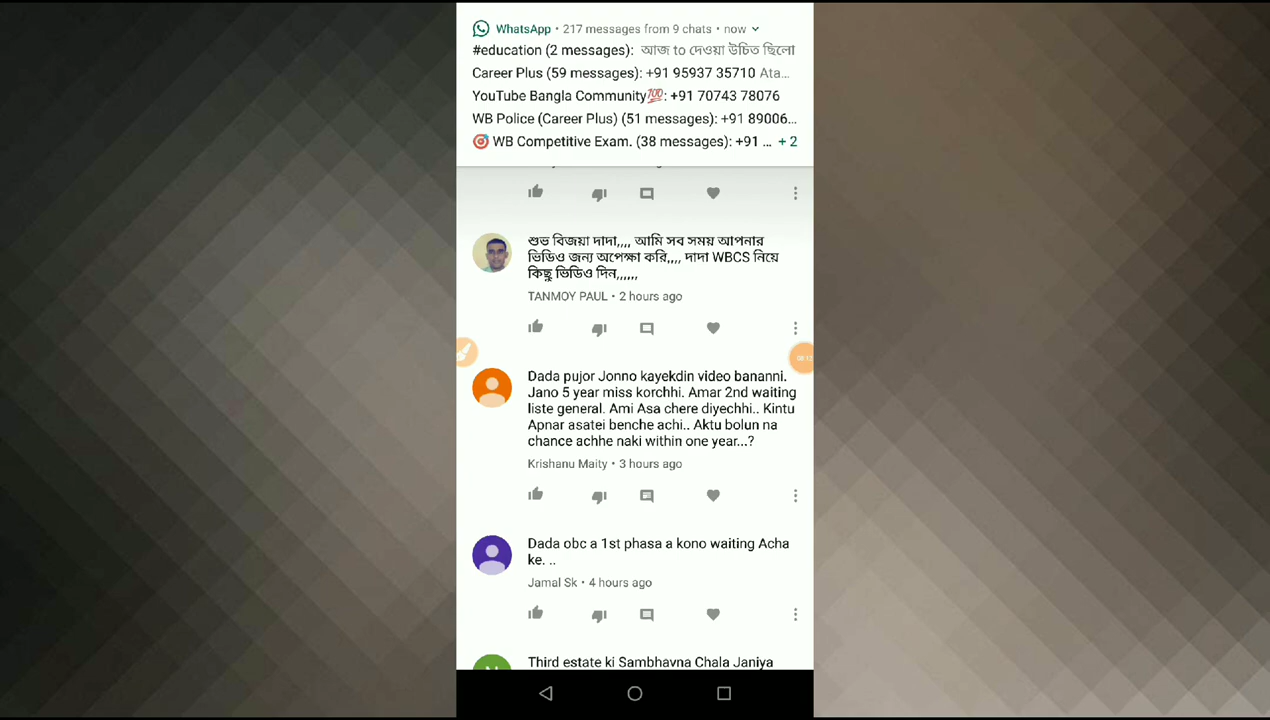 WhatsApp • 217 messages from 9 chats • now
#education (2 messages): আজ to দেওয়া উচিত ছিলো
Career Plus (59 messages): +91 95937 35710 Ata...
YouTube Bangla Community💯: +91 70743 78076
WB Police (Career Plus) (51 messages): +91 89006...
🎯 WB Competitive Exam. (38 messages): +91 ... + 2
শুভ বিজয়া দাদা,,,, আমি সব সময় আপনার
ভিডিও জন্য অপেক্ষা করি,,,, দাদা WBCS নিয়ে
কিছু ভিডিও দিন,,,,,,
TANMOY PAUL • 2 hours ago
Dada pujor Jonno kayekdin video bananni.
Jano 5 year miss korchhi. Amar 2nd waiting
liste general. Ami Asa chere diyechhi.. Kintu
Apnar asatei benche achi.. Aktu bolun na
chance achhe naki within one year...?
Krishanu Maity • 3 hours ago
Dada obc a 1st phasa a kono waiting Acha
ke. ..
Jamal Sk • 4 hours ago
Third estate ki Sambhavna Chala Janiya